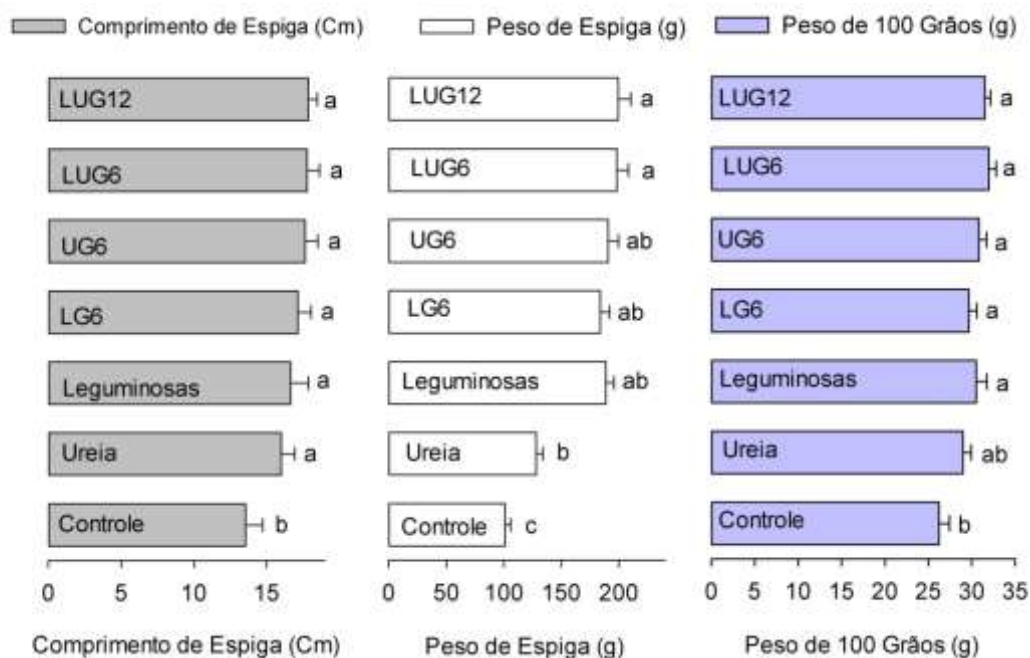 Comprimento de Espiga (Cm) Peso de Espiga (g) Peso de 100 Grãos (g)
LUG12 a LUG12 a LUG12 a
LUG6 a LUG6 a LUG6 a
UG6 a UG6 ab UG6 a
LG6 a LG6 ab LG6 a
Leguminosas a Leguminosas ab Leguminosas a
Ureia a Ureia b Ureia ab
Controle b Controle c Controle b
0 5 10 15 0 50 100 150 200 0 5 10 15 20 25 30 35
Comprimento de Espiga (Cm) Peso de Espiga (g) Peso de 100 Grãos (g)